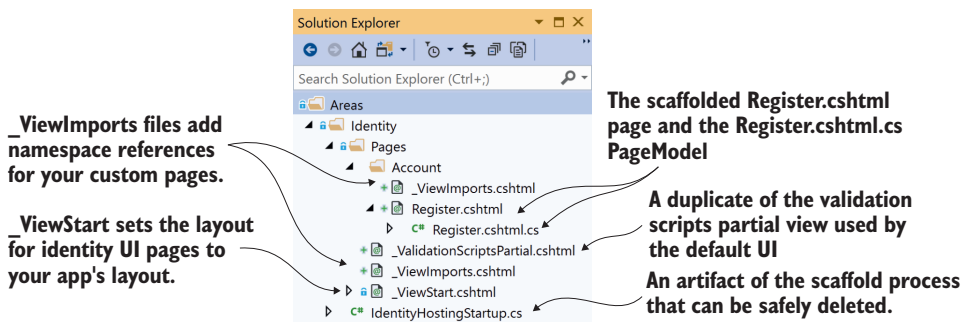 Solution Explorer
Search Solution Explorer (Ctrl+;)
Areas
Identity
Pages
Account
_ViewImports.cshtml
Register.cshtml
C# Register.cshtml.cs
_ValidationScriptsPartial.cshtml
_ViewImports.cshtml
_ViewStart.cshtml
C# IdentityHostingStartup.cs
_ViewImports files add
namespace references
for your custom pages.
_ViewStart sets the layout
for identity UI pages to
your app's layout.
The scaffolded Register.cshtml
page and the Register.cshtml.cs
PageModel
A duplicate of the validation
scripts partial view used by
the default UI
An artifact of the scaffold process
that can be safely deleted.